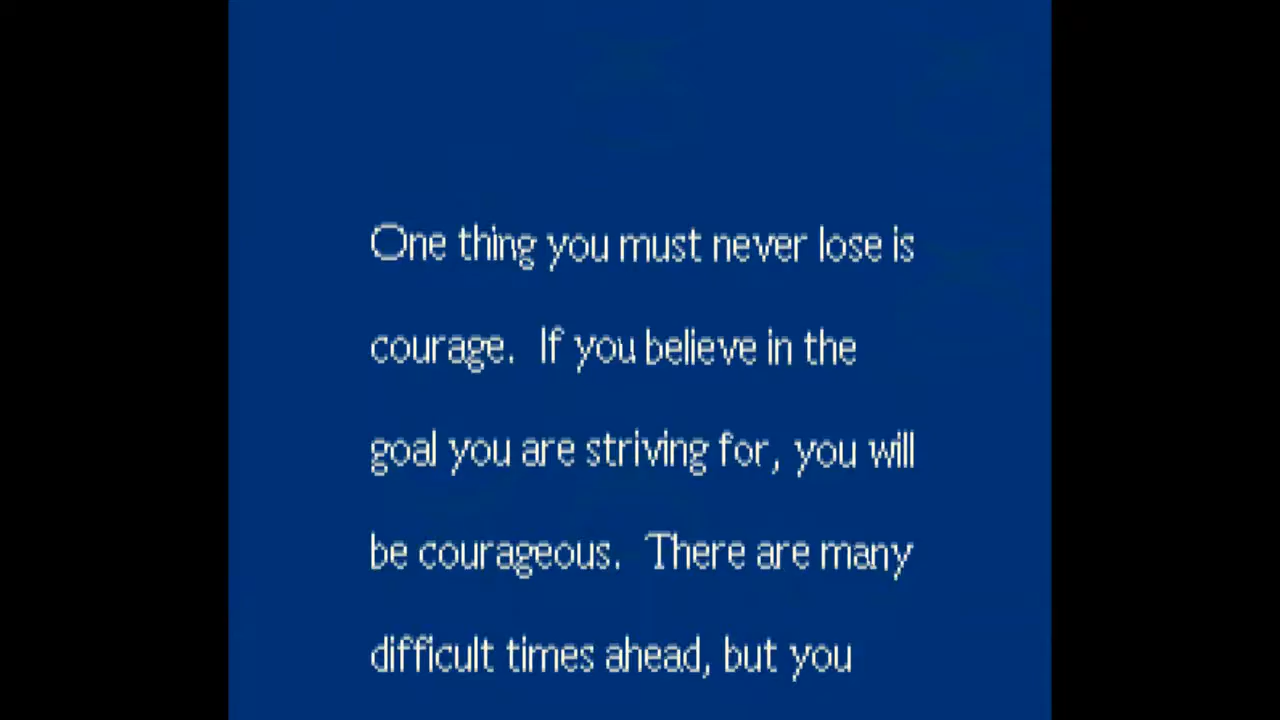 One thing you must never lose is
courage.  If you believe in the
goal you are striving for, you will
be courageous.  There are many
difficult times ahead, but you